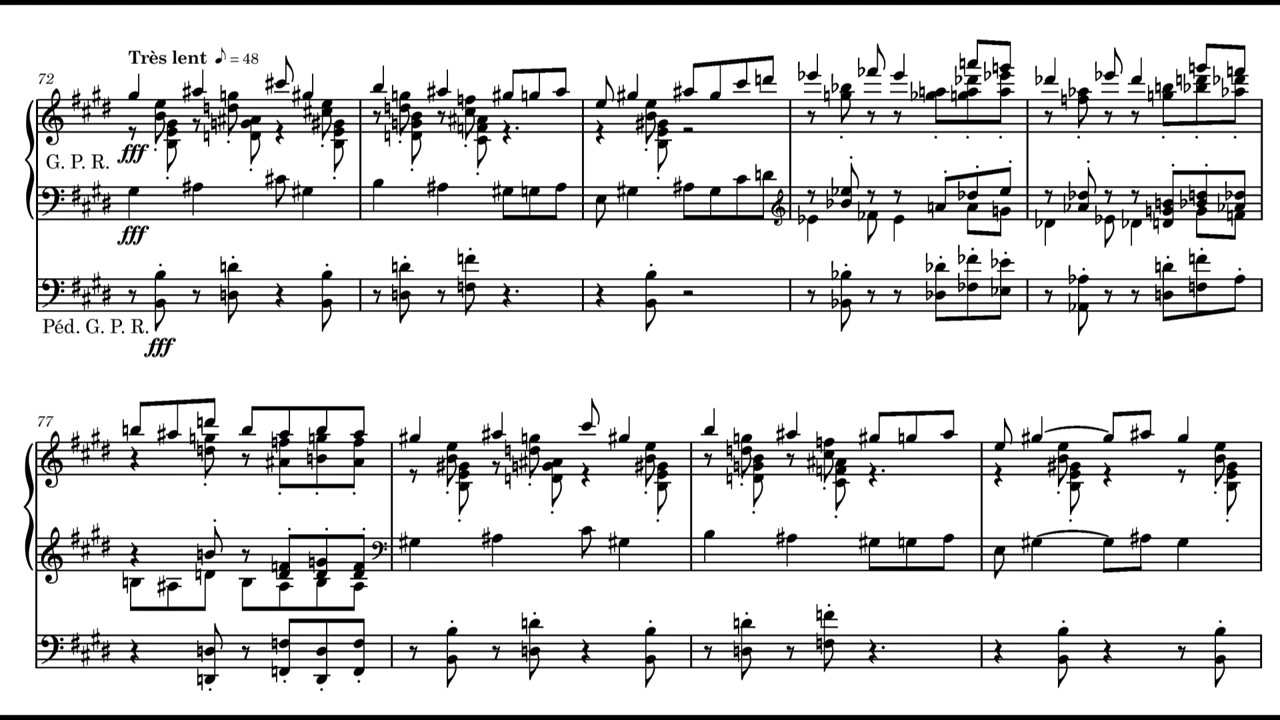 Très lent ♪ = 48
72
fff
G. P. R.
fff
Péd. G. P. R.
fff
77